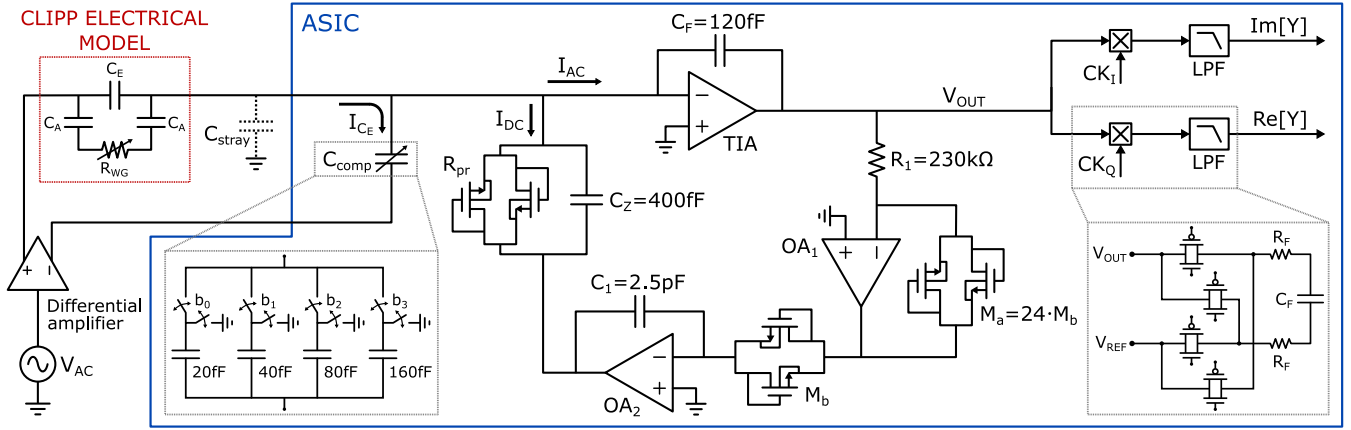 CLIPP ELECTRICAL
MODEL
ASIC
C_E
C_A
C_A
R_WG
C_stray
I_C_E
C_comp
I_AC
I_DC
C_F=120fF
−
+
TIA
V_OUT
CK_I
LPF
Im[Y]
CK_Q
LPF
Re[Y]
R_pr
C_Z=400fF
R_1=230kΩ
+ −
OA_1
M_a=24·M_b
C_1=2.5pF
−
+
OA_2
M_b
+ −
Differential
amplifier
V_AC
b_0 b_1 b_2 b_3
20fF 40fF 80fF 160fF
V_OUT
V_REF
R_F
C_F
R_F